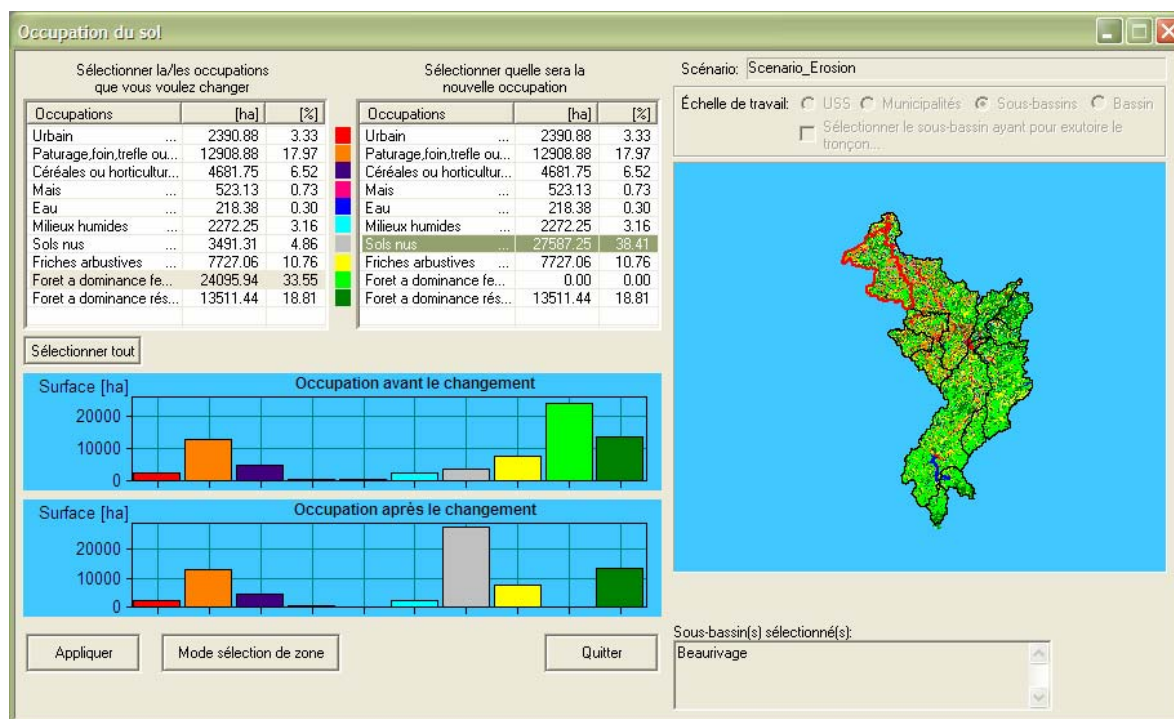 Occupation du sol
Sélectionner la/les occupations
que vous voulez changer
Occupations [ha] [%]
Urbain ... 2390.88 3.33
Paturage,foin,trefle ou... 12908.88 17.97
Céréales ou horticultur... 4681.75 6.52
Mais ... 523.13 0.73
Eau ... 218.38 0.30
Milieux humides ... 2272.25 3.16
Sols nus ... 3491.31 4.86
Friches arbustives ... 7727.06 10.76
Foret a dominance fe... 24095.94 33.55
Foret a dominance rés... 13511.44 18.81
Sélectionner quelle sera la
nouvelle occupation
Occupations [ha] [%]
Urbain ... 2390.88 3.33
Paturage,foin,trefle ou... 12908.88 17.97
Céréales ou horticultur... 4681.75 6.52
Mais ... 523.13 0.73
Eau ... 218.38 0.30
Milieux humides ... 2272.25 3.16
Sols nus ... 27587.25 38.41
Friches arbustives ... 7727.06 10.76
Foret a dominance fe... 0.00 0.00
Foret a dominance rés... 13511.44 18.81
Sélectionner tout
Surface [ha] Occupation avant le changement
20000
10000
0
Surface [ha] Occupation après le changement
20000
10000
0
Appliquer Mode sélection de zone Quitter
Scénario: Scenario_Erosion
Échelle de travail: USS Municipalités Sous-bassins Bassin
Sélectionner le sous-bassin ayant pour exutoire le
tronçon...
Sous-bassin(s) sélectionné(s):
Beaurivage